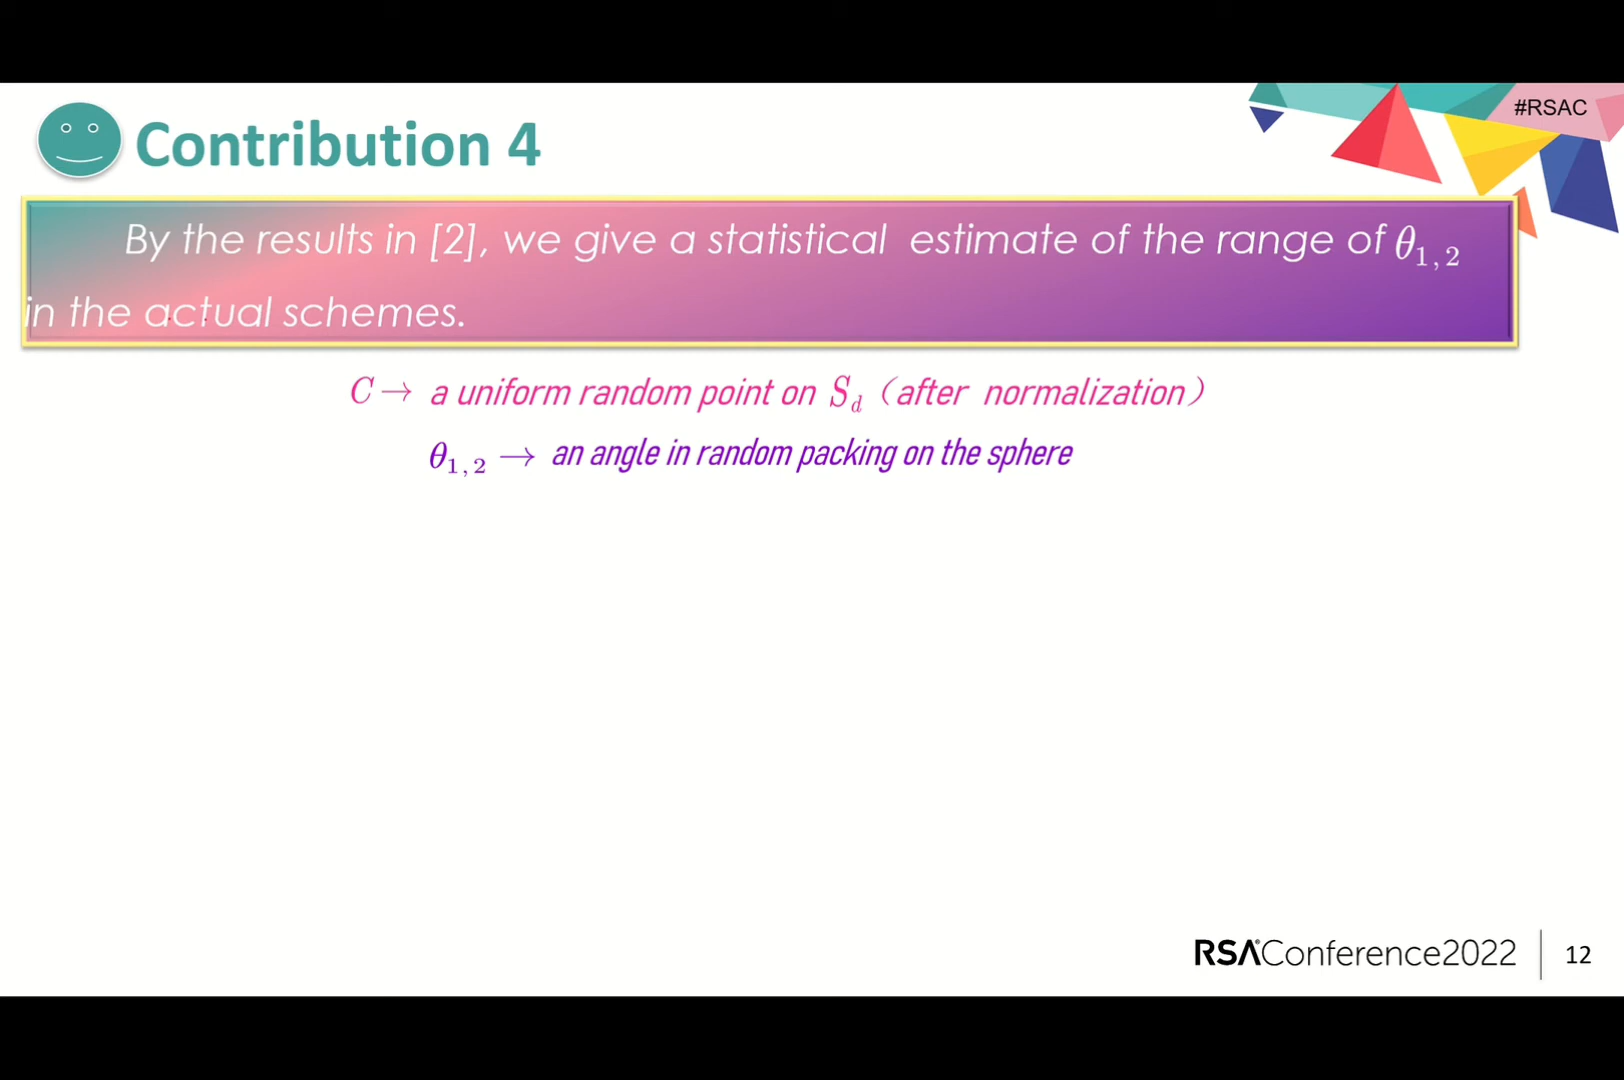 #RSAC
Contribution 4
By the results in [2], we give a statistical estimate of the range of θ₁,₂
in the actual schemes.
C → a uniform random point on S_d (after normalization)
θ₁,₂ → an angle in random packing on the sphere
RSAConference2022
12